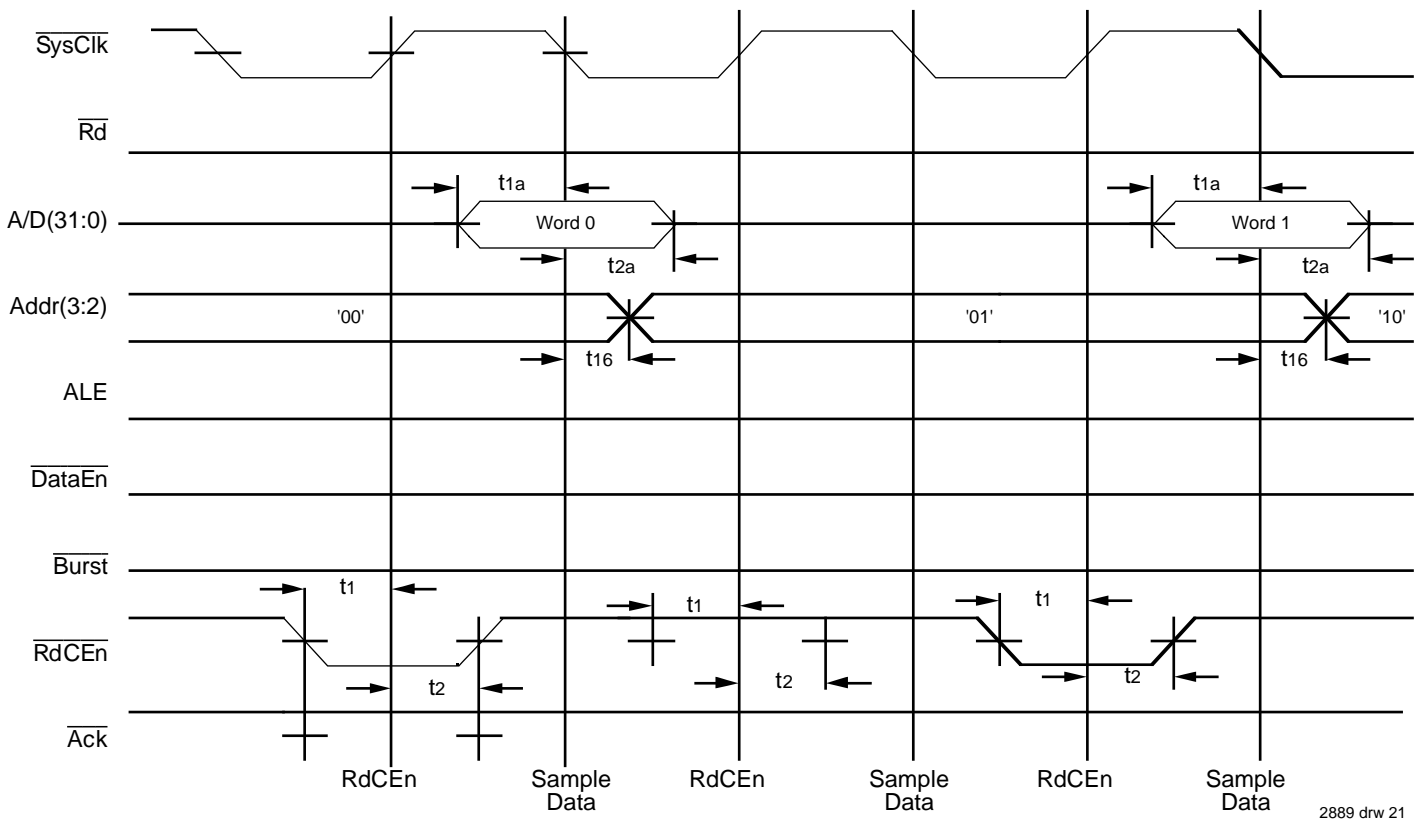 SysClk
Rd
t1a
t1a
A/D(31:0)
Word 0
Word 1
t2a
t2a
Addr(3:2)
'00'
'01'
'10'
t16
t16
ALE
DataEn
Burst
t1
t1
t1
RdCEn
t2
t2
t2
Ack
RdCEn
Sample
Data
RdCEn
Sample
Data
RdCEn
Sample
Data
2889 drw 21